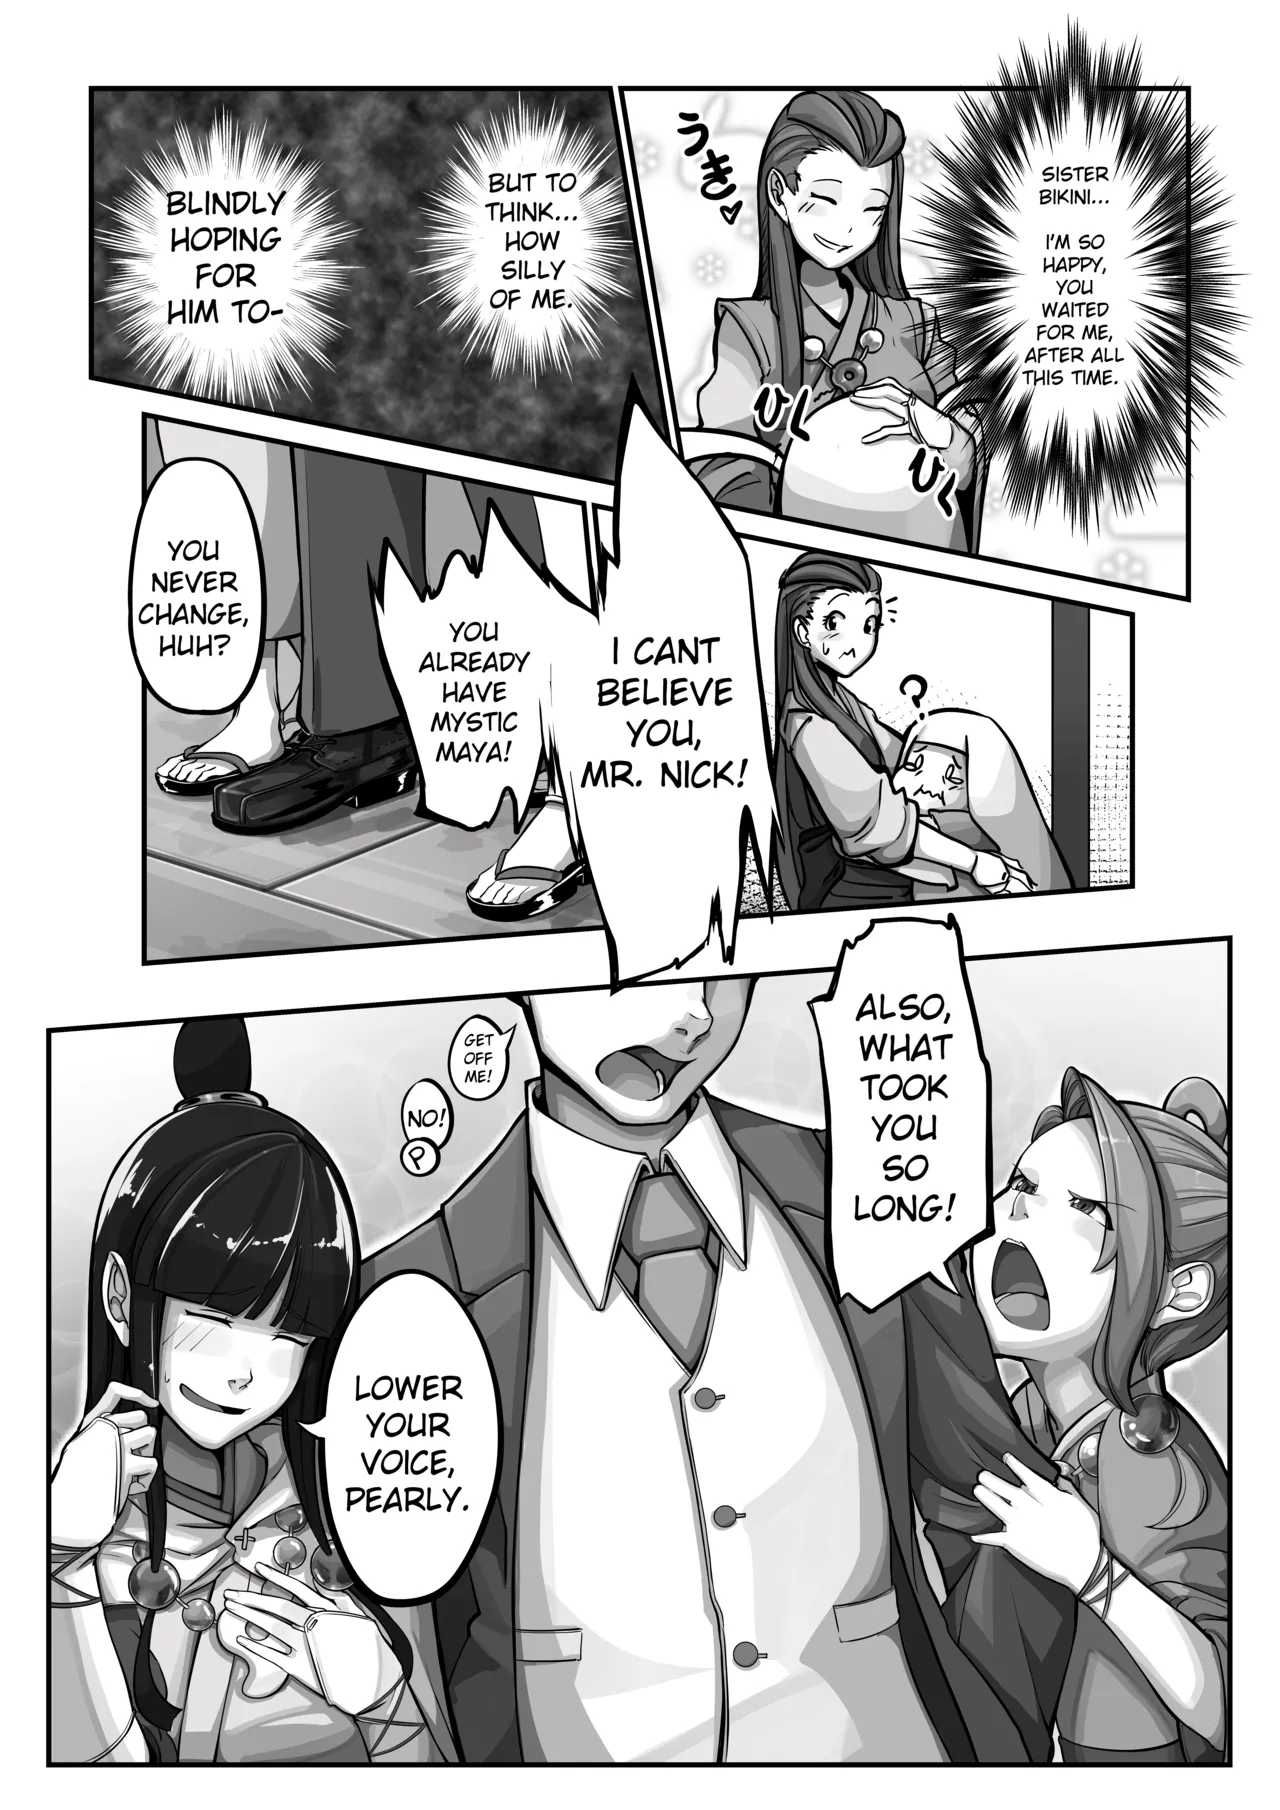 SISTER
BIKINI...
I'M SO
HAPPY,
YOU
WAITED
FOR ME,
AFTER ALL
THIS TIME.
うき♥
ひく
ひく
BUT TO
THINK...
HOW
SILLY
OF ME.
BLINDLY
HOPING
FOR
HIM TO-
?
I CANT
BELIEVE
YOU,
MR. NICK!
YOU
ALREADY
HAVE
MYSTIC
MAYA!
YOU
NEVER
CHANGE,
HUH?
ALSO,
WHAT
TOOK
YOU
SO
LONG!
GET
OFF
ME!
NO!
P
LOWER
YOUR
VOICE,
PEARLY.